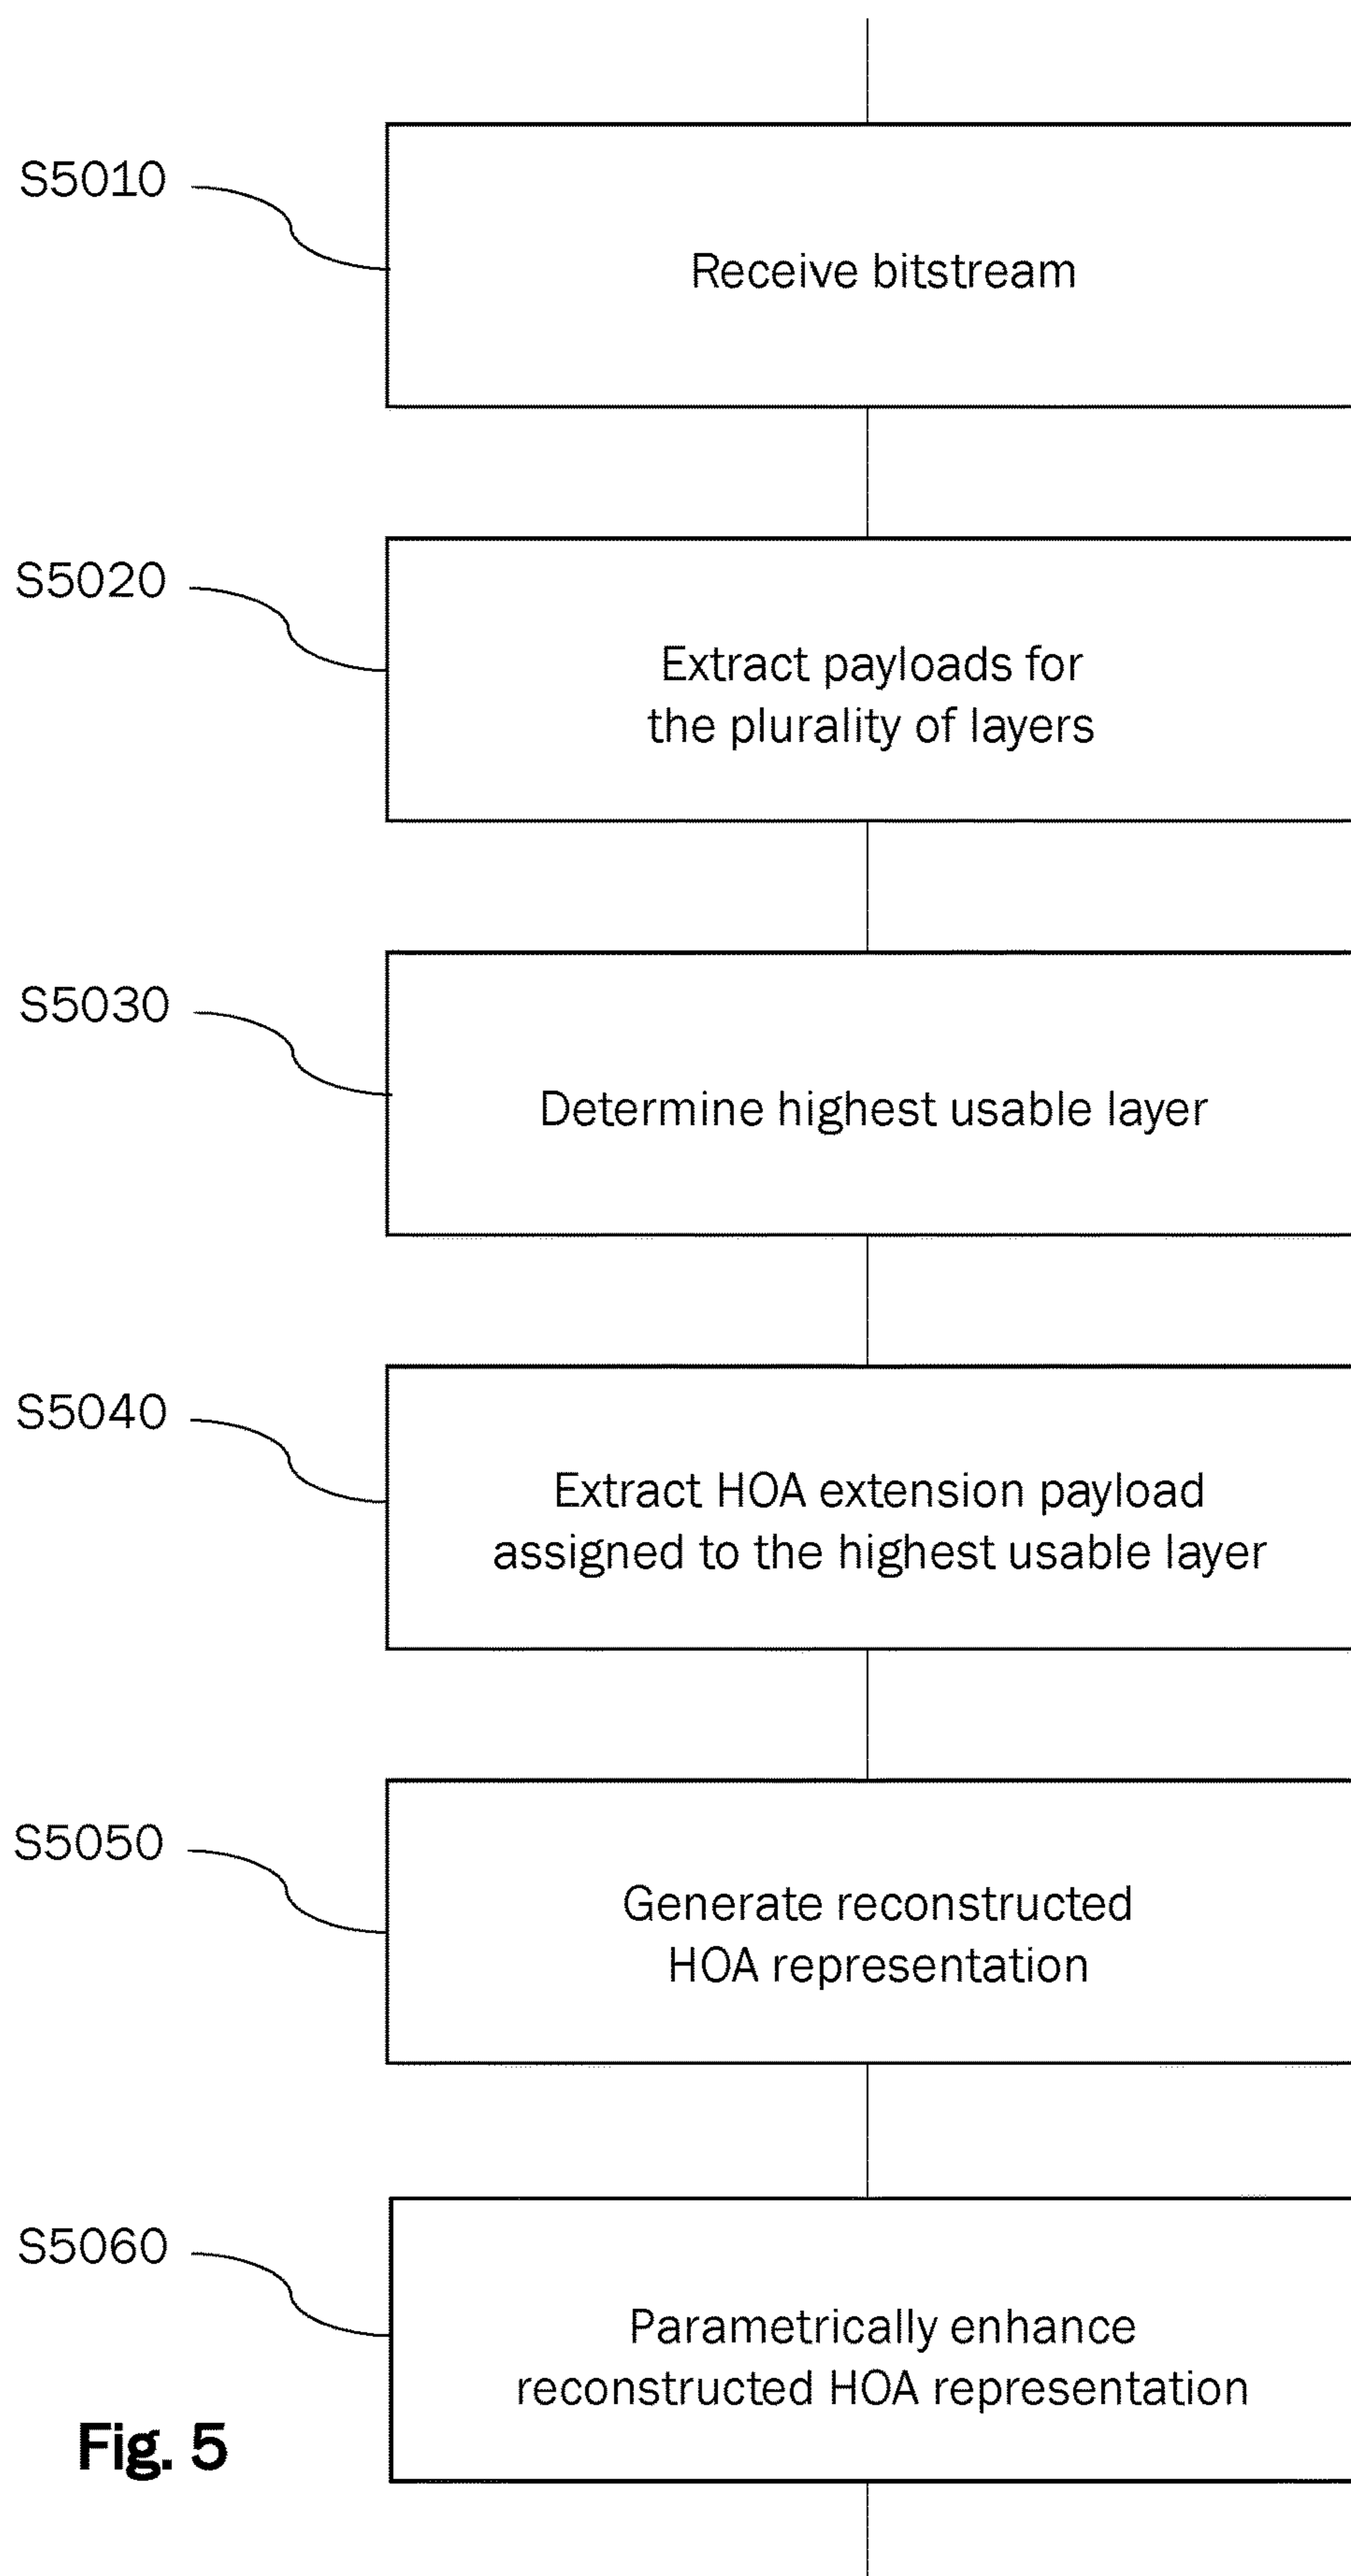 S5010
Receive bitstream
S5020
Extract payloads for
the plurality of layers
S5030
Determine highest usable layer
S5040
Extract HOA extension payload
assigned to the highest usable layer
S5050
Generate reconstructed
HOA representation
S5060
Parametrically enhance
reconstructed HOA representation
Fig. 5